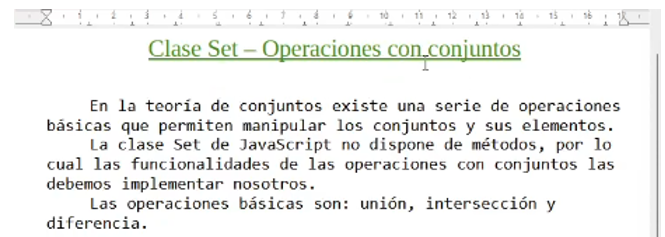 1 2 3 4 5 6 7 8 9 10 11 12 13 14 15 16 17
Clase Set – Operaciones con conjuntos
En la teoría de conjuntos existe una serie de operaciones
básicas que permiten manipular los conjuntos y sus elementos.
La clase Set de JavaScript no dispone de métodos, por lo
cual las funcionalidades de las operaciones con conjuntos las
debemos implementar nosotros.
Las operaciones básicas son: unión, intersección y
diferencia.